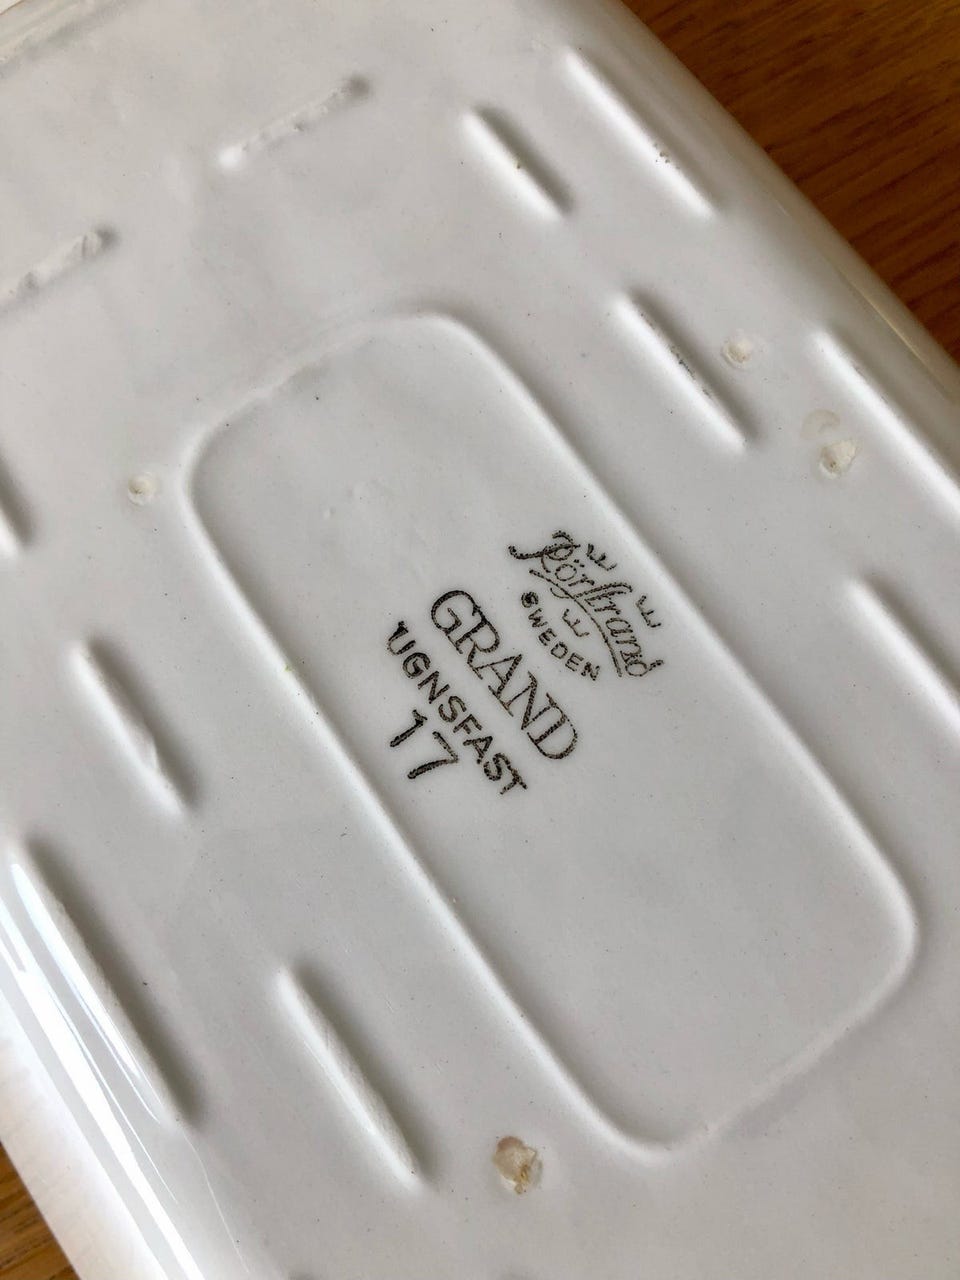 Rörstrand
SWEDEN
GRAND
UGNSFAST
17